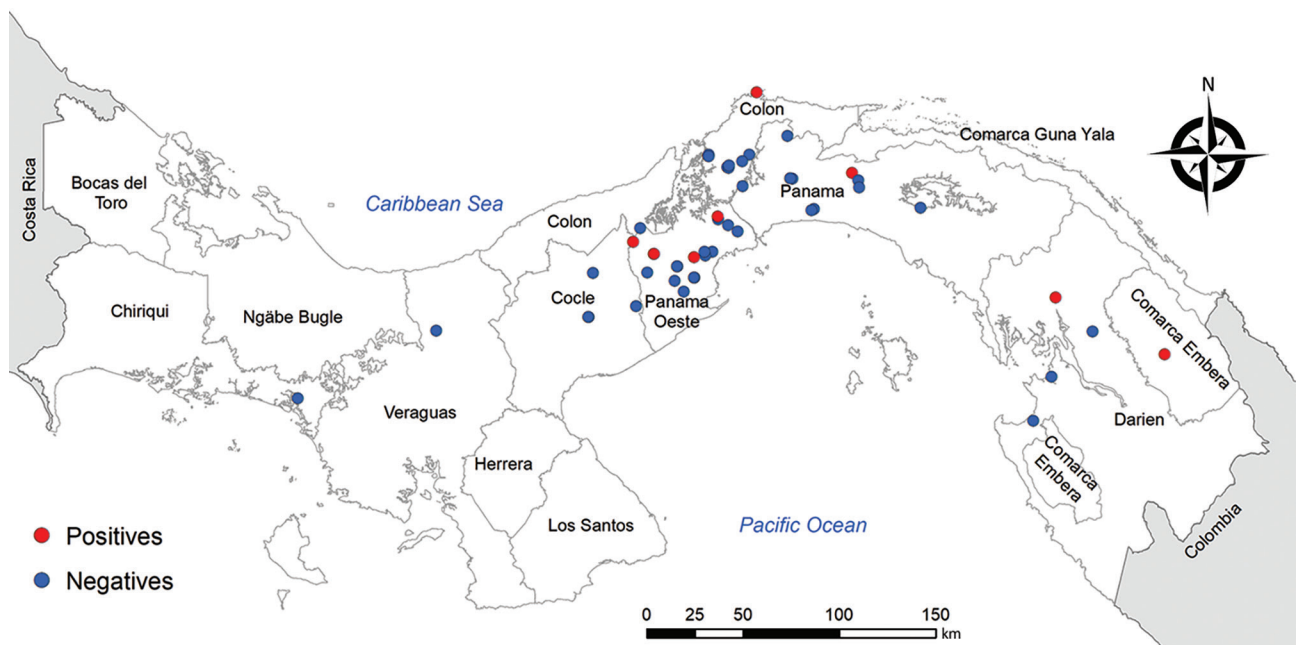 N
Colon
Comarca Guna Yala
Costa Rica
Bocas del
Toro
Caribbean Sea
Panama
Colon
Chiriqui
Ngäbe Bugle
Cocle
Panama
Oeste
Comarca Embera
Veraguas
Darien
Herrera
Comarca
Embera
Los Santos
Pacific Ocean
Colombia
Positives
Negatives
0 25 50 100 150
km